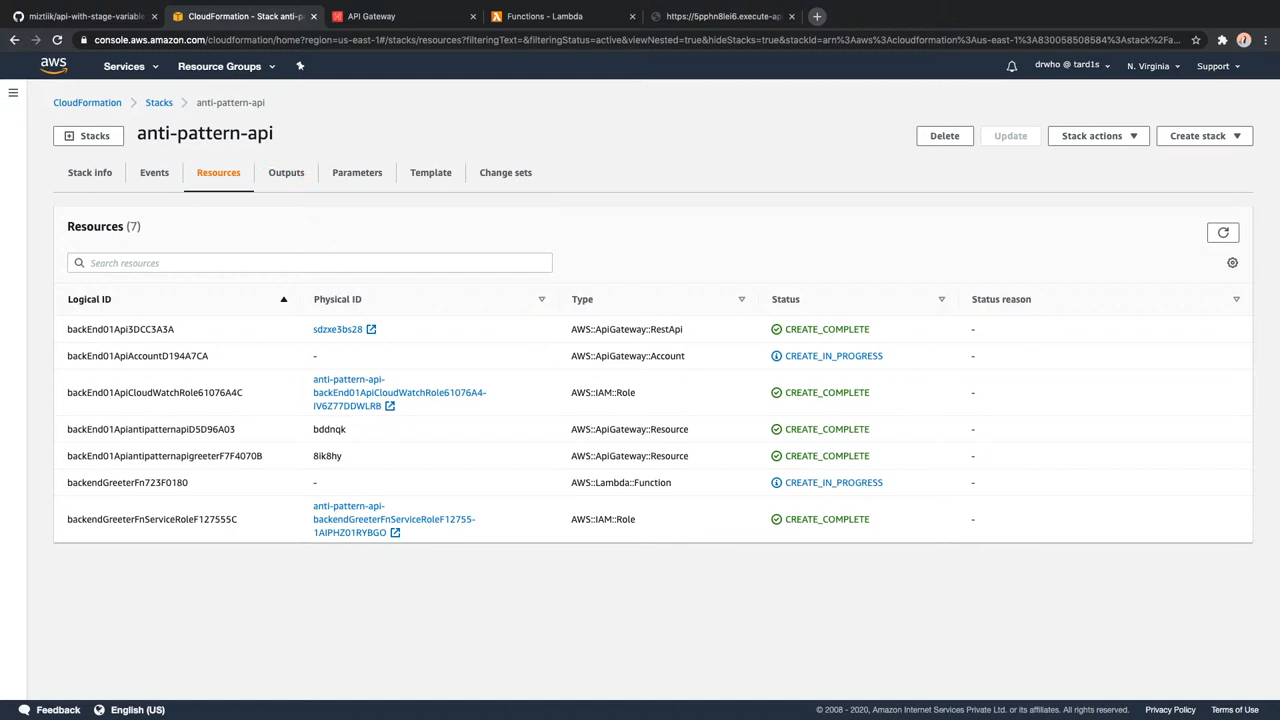 miztiik/api-with-stage-variable
CloudFormation - Stack anti-p
API Gateway
Functions - Lambda
https://5pphn8lei6.execute-ap
console.aws.amazon.com/cloudformation/home?region=us-east-1#/stacks/resources?filteringText=&filteringStatus=active&viewNested=true&hideStacks=true&stackId=arn%3Aaws%3Acloudformation%3Aus-east-1%3A830058508584%3Astack%2Fa...
aws
Services
Resource Groups
drwho @ tard1s
N. Virginia
Support
CloudFormation
Stacks
anti-pattern-api
Stacks
anti-pattern-api
Delete
Update
Stack actions
Create stack
Stack info
Events
Resources
Outputs
Parameters
Template
Change sets
Resources (7)
Search resources
Logical ID
Physical ID
Type
Status
Status reason
backEnd01Api3DCC3A3A
sdzxe3bs28
AWS::ApiGateway::RestApi
CREATE_COMPLETE
-
backEnd01ApiAccountD194A7CA
-
AWS::ApiGateway::Account
CREATE_IN_PROGRESS
-
backEnd01ApiCloudWatchRole61076A4C
anti-pattern-api-
backEnd01ApiCloudWatchRole61076A4-
IV6Z77DDWLRB
AWS::IAM::Role
CREATE_COMPLETE
-
backEnd01ApiantipatternapiD5D96A03
bddnqk
AWS::ApiGateway::Resource
CREATE_COMPLETE
-
backEnd01ApiantipatternapigreeterF7F4070B
8ik8hy
AWS::ApiGateway::Resource
CREATE_COMPLETE
-
backendGreeterFn723F0180
-
AWS::Lambda::Function
CREATE_IN_PROGRESS
-
backendGreeterFnServiceRoleF127555C
anti-pattern-api-
backendGreeterFnServiceRoleF12755-
1AIPHZ01RYBGO
AWS::IAM::Role
CREATE_COMPLETE
-
Feedback
English (US)
© 2008 - 2020, Amazon Internet Services Private Ltd. or its affiliates. All rights reserved.
Privacy Policy
Terms of Use